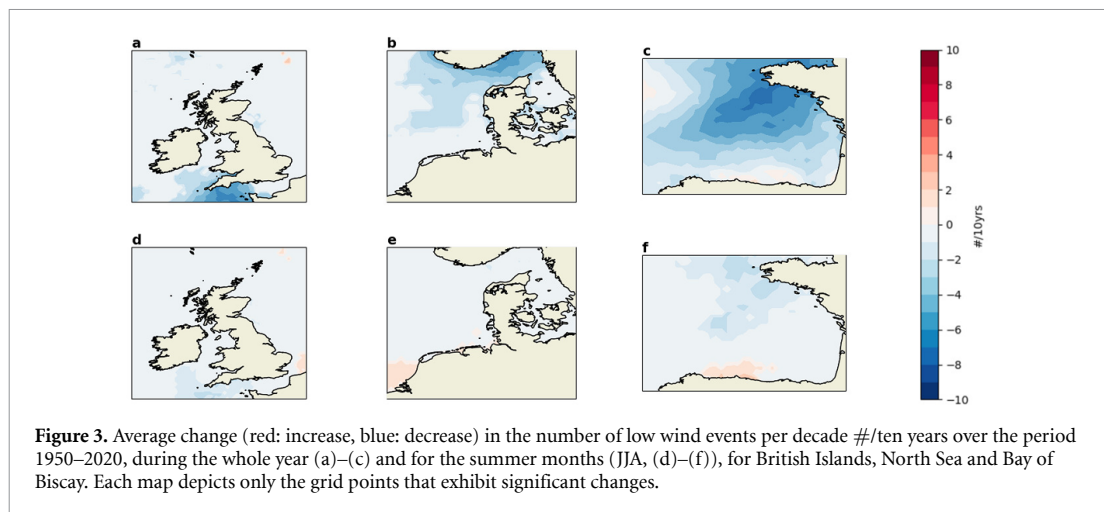 a
b
c
10
8
6
4
2
0
−2
−4
−6
−8
−10
#/10yrs
d
e
f
Figure 3. Average change (red: increase, blue: decrease) in the number of low wind events per decade #/ten years over the period
1950–2020, during the whole year (a)–(c) and for the summer months (JJA, (d)–(f)), for British Islands, North Sea and Bay of
Biscay. Each map depicts only the grid points that exhibit significant changes.